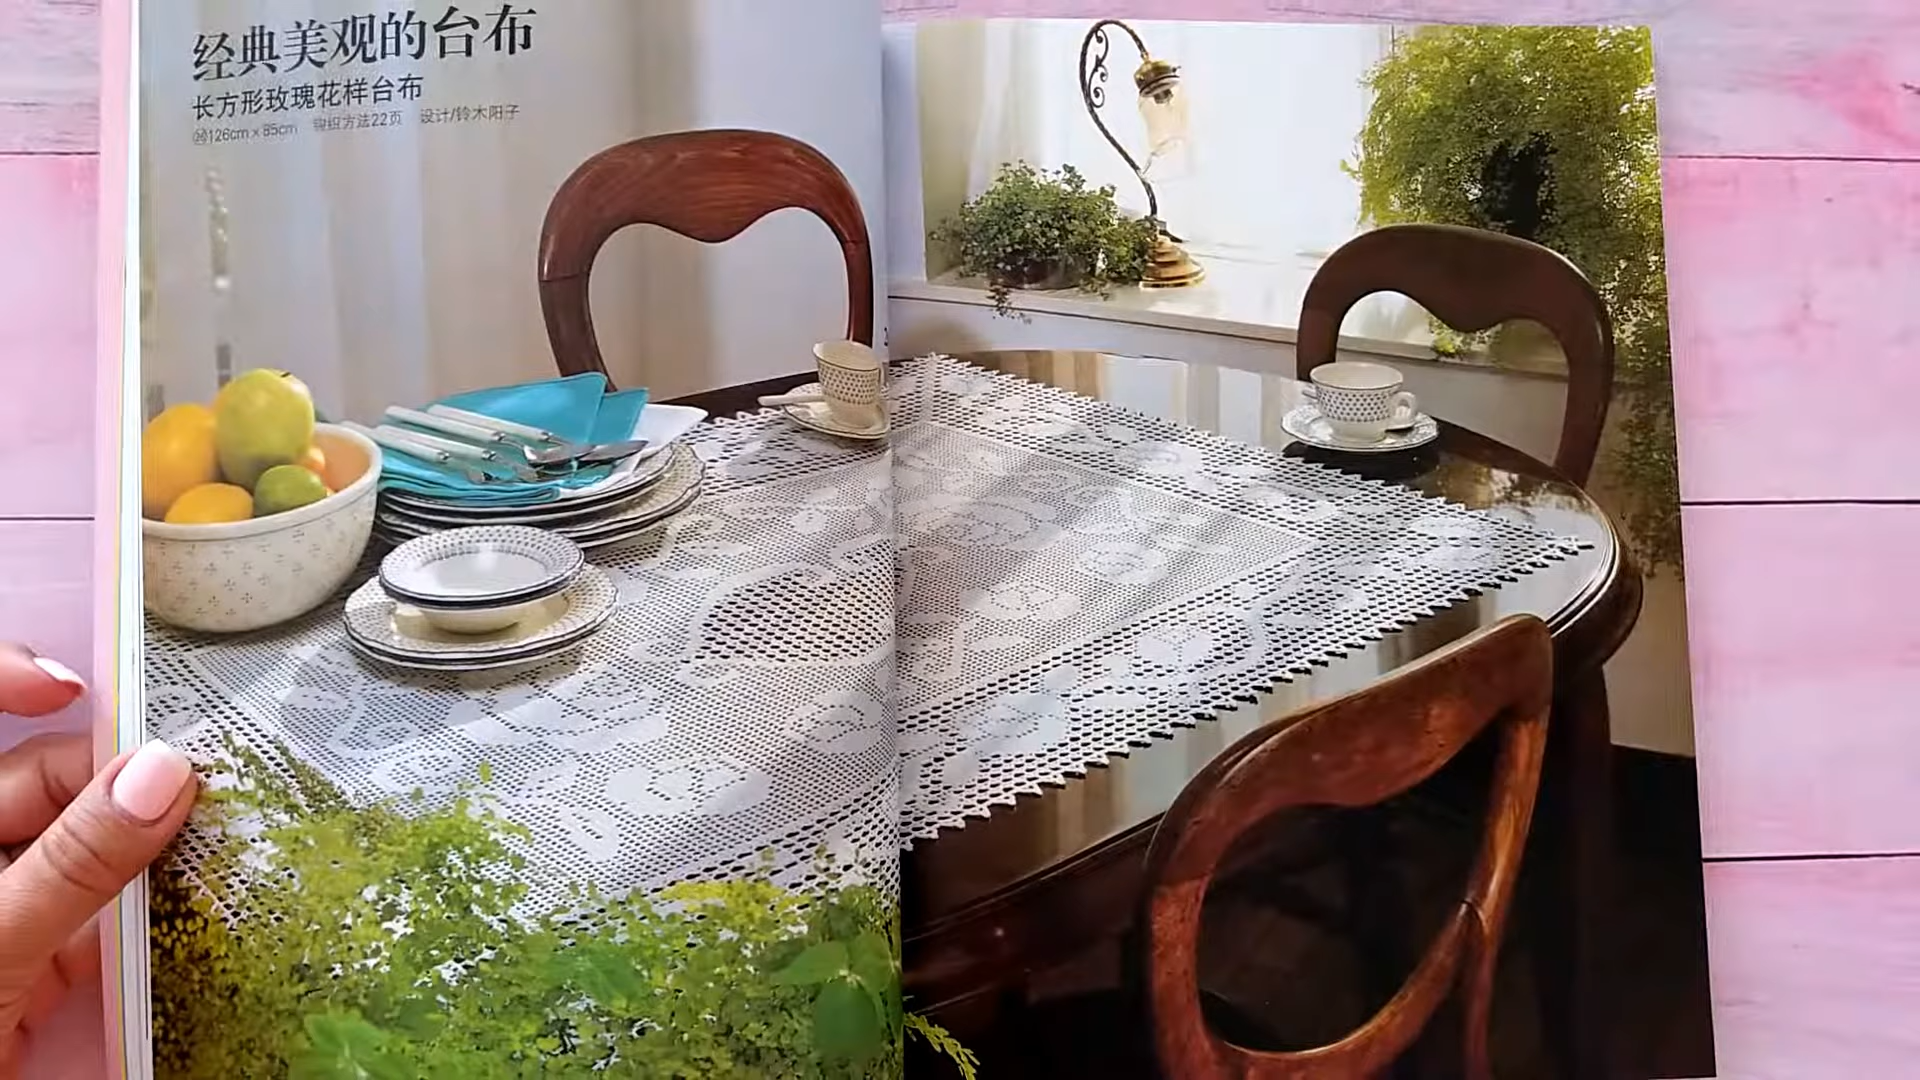 经典美观的台布
长方形玫瑰花样台布
㉖126cm x 85cm 钩织方法22页 设计/铃木阳子